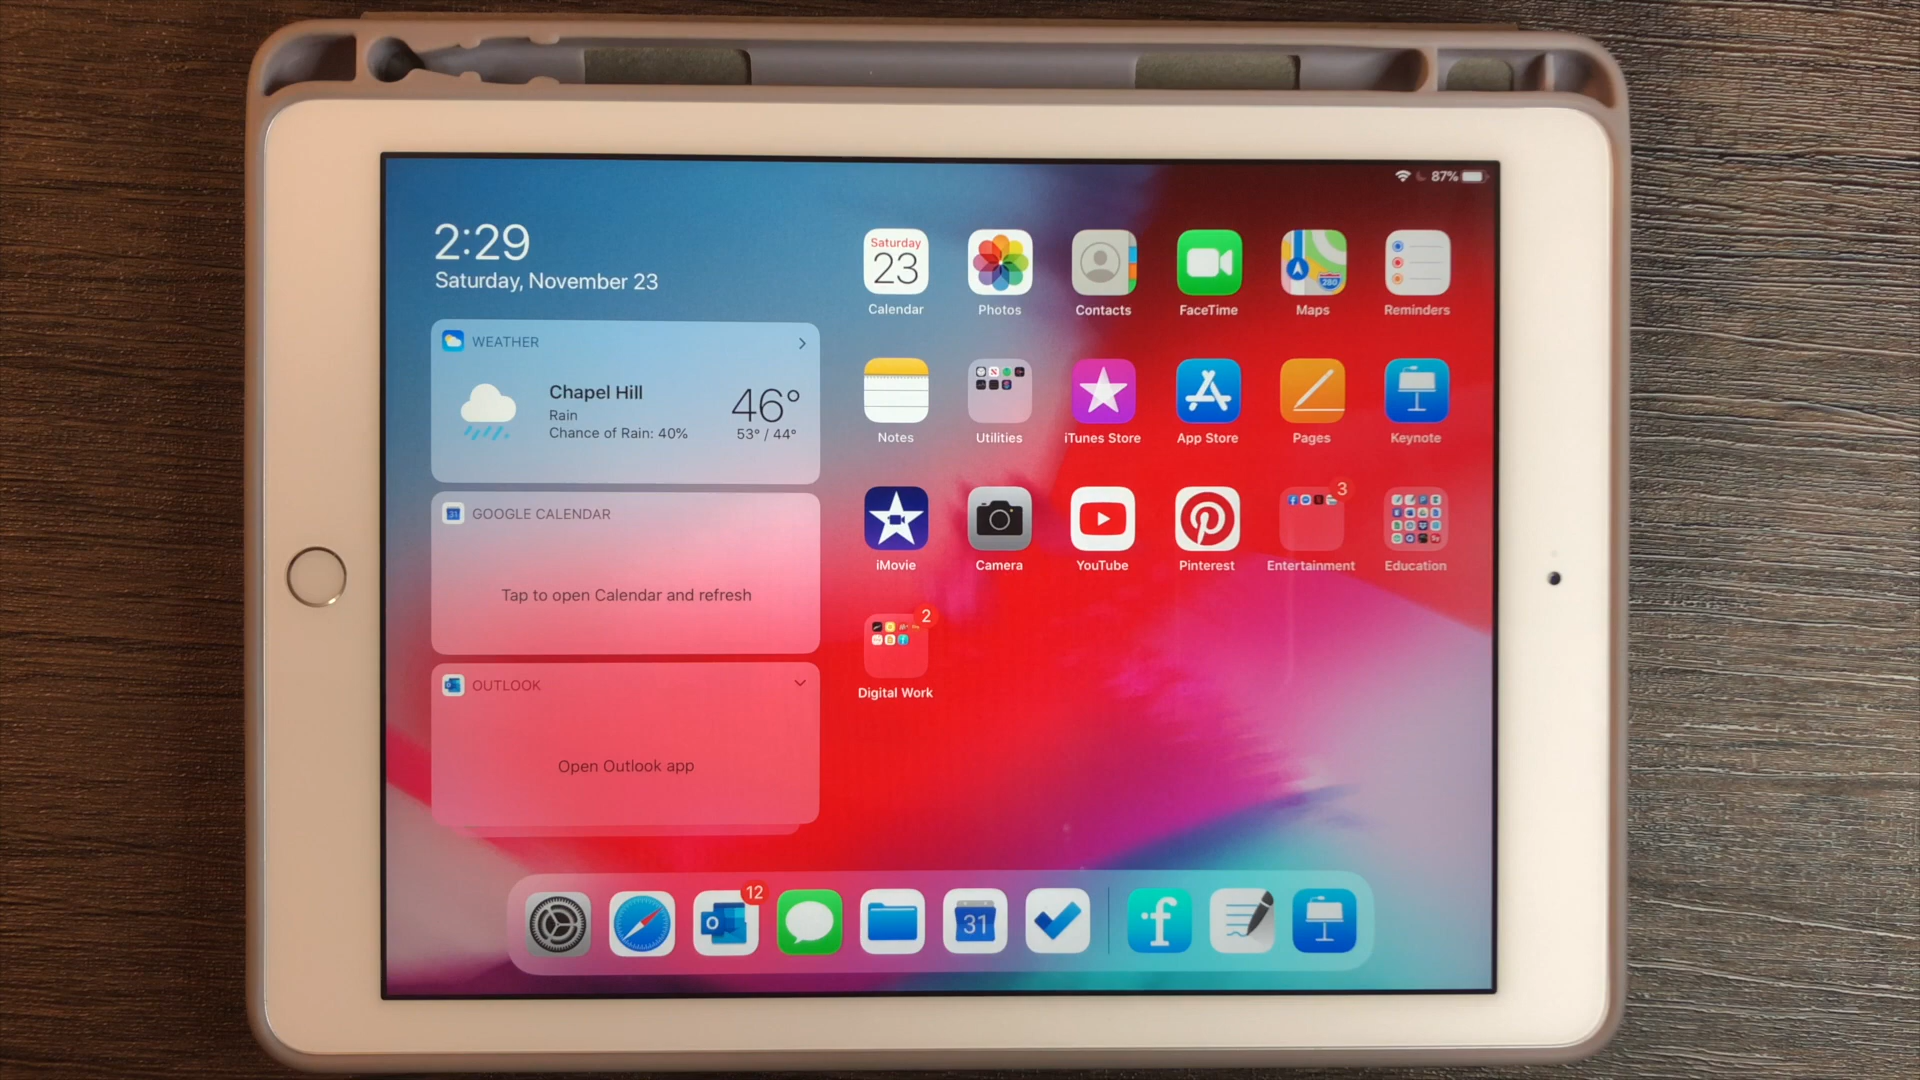 87%
2:29
Saturday, November 23
WEATHER
Chapel Hill
Rain
Chance of Rain: 40%
46°
53° / 44°
GOOGLE CALENDAR
Tap to open Calendar and refresh
OUTLOOK
Open Outlook app
Saturday
23
Calendar
Photos
Contacts
FaceTime
280
Maps
Reminders
Notes
Utilities
iTunes Store
App Store
Pages
Keynote
iMovie
Camera
YouTube
Pinterest
3
Entertainment
Education
2
Digital Work
12
31
f